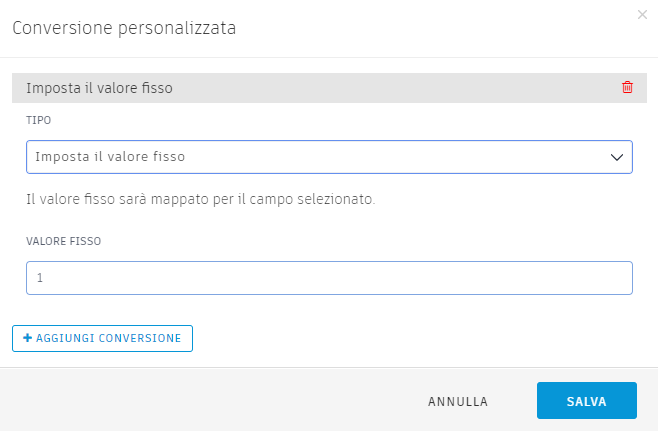 Conversione personalizzata
Imposta il valore fisso
TIPO
Imposta il valore fisso
Il valore fisso sarà mappato per il campo selezionato.
VALORE FISSO
1
+ AGGIUNGI CONVERSIONE
ANNULLA
SALVA